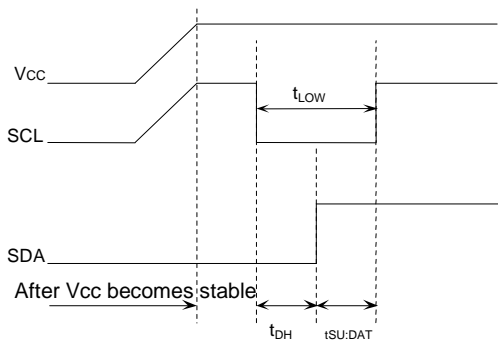 Vcc
tLOW
SCL
SDA
After Vcc becomes stable
tDH
tSU:DAT